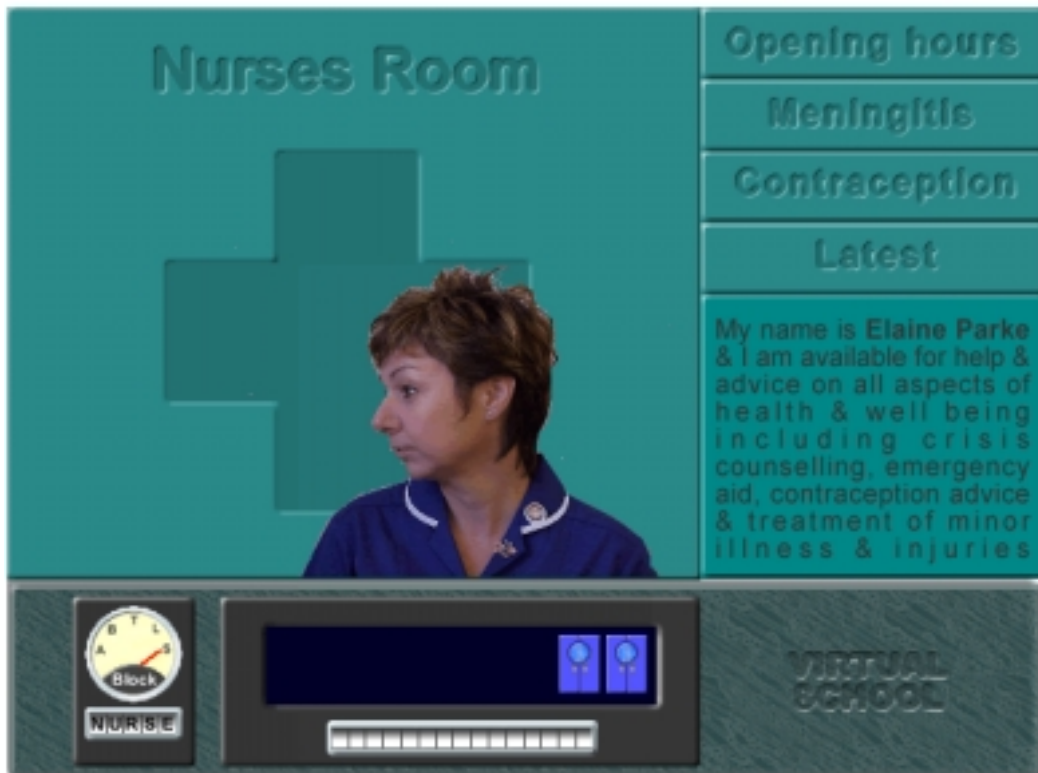 Nurses Room
Opening hours
Meningitis
Contraception
Latest
My name is Elaine Parke
& I am available for help &
advice on all aspects of
health & well being
including crisis
counselling, emergency
aid, contraception advice
& treatment of minor
illness & injuries
A B T L S
Block
NURSE
VIRTUAL
SCHOOL